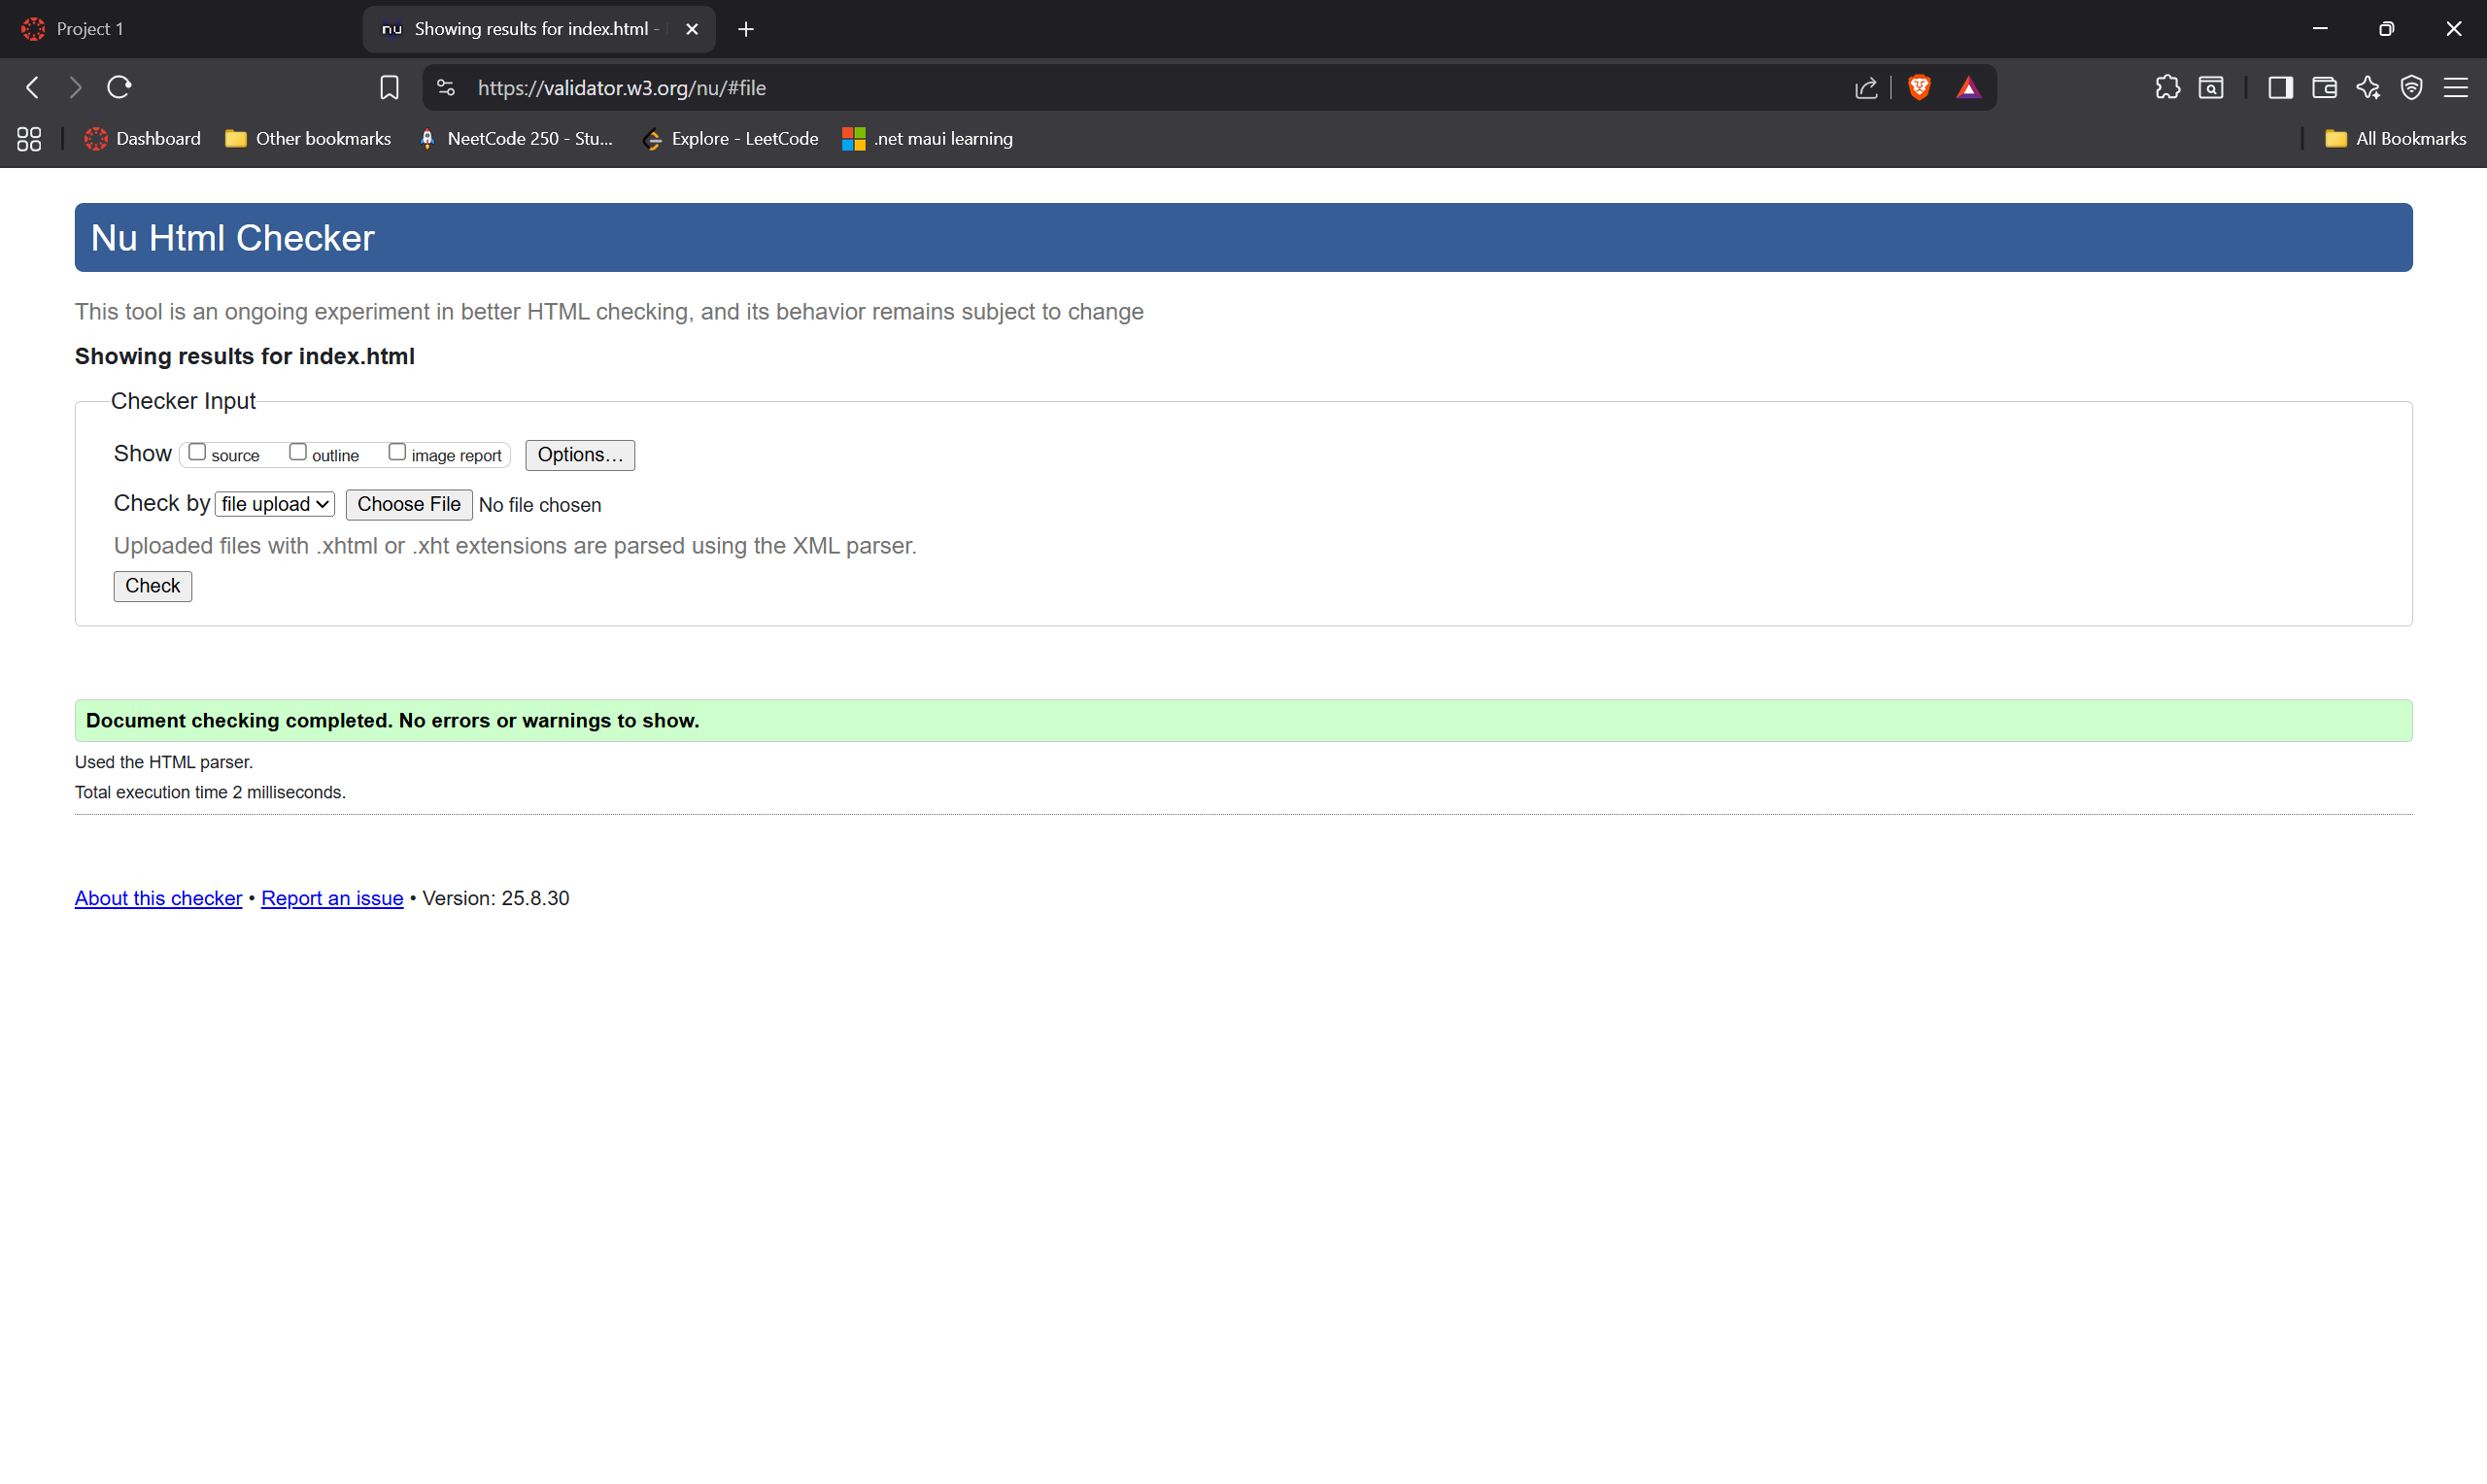 Project 1
nu Showing results for index.html -
https://validator.w3.org/nu/#file
Dashboard Other bookmarks NeetCode 250 - Stu... Explore - LeetCode .net maui learning All Bookmarks
Nu Html Checker
This tool is an ongoing experiment in better HTML checking, and its behavior remains subject to change
Showing results for index.html
Checker Input
Show source outline image report Options...
Check by file upload Choose File No file chosen
Uploaded files with .xhtml or .xht extensions are parsed using the XML parser.
Check
Document checking completed. No errors or warnings to show.
Used the HTML parser.
Total execution time 2 milliseconds.
About this checker • Report an issue • Version: 25.8.30